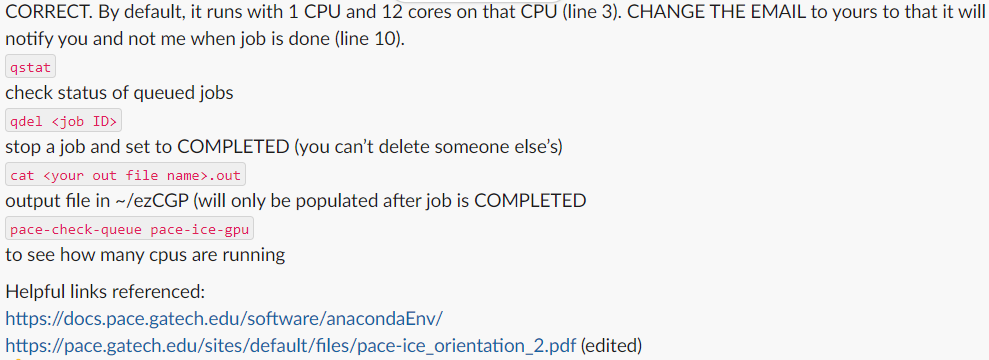 CORRECT. By default, it runs with 1 CPU and 12 cores on that CPU (line 3). CHANGE THE EMAIL to yours to that it will
notify you and not me when job is done (line 10).
qstat
check status of queued jobs
qdel <job ID>
stop a job and set to COMPLETED (you can’t delete someone else’s)
cat <your out file name>.out
output file in ~/ezCGP (will only be populated after job is COMPLETED
pace-check-queue pace-ice-gpu
to see how many cpus are running
Helpful links referenced:
https://docs.pace.gatech.edu/software/anacondaEnv/
https://pace.gatech.edu/sites/default/files/pace-ice_orientation_2.pdf (edited)